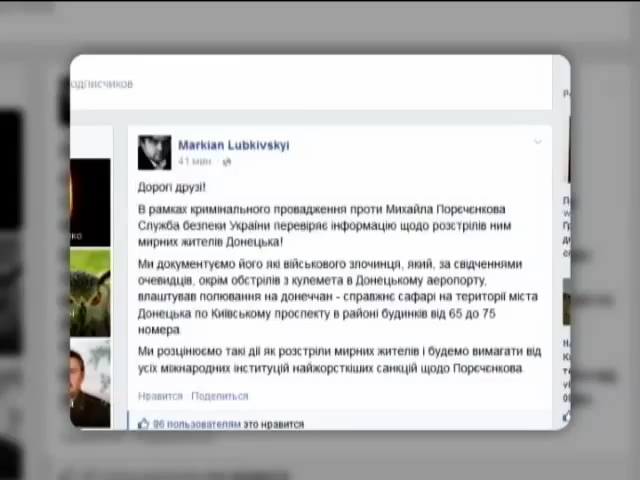 одписчиков
Markian Lubkivskyi
41 мин
Дорогі друзі!
В рамках кримінального провадження проти Михайла Порєченкова
Служба безпеки України перевіряє інформацію щодо розстрілів ним
мирних жителів Донецька!
Ми документуємо його які військового злочинця, який, за свідченнями
очевидців, окрім обстрілів з кулемета в Донецькому аеропорту,
влаштував полювання на донеччан - справжнє сафарі на території міста
Донецька по Київському проспекту в районі будинків від 65 до 75
номера
Ми розцінюємо такі дії як розстріли мирних жителів і будемо вимагати від
усіх міжнародних інституцій найжорсткіших санкцій щодо Порєченкова.
Нравится Поделиться
96 пользователям это нравится